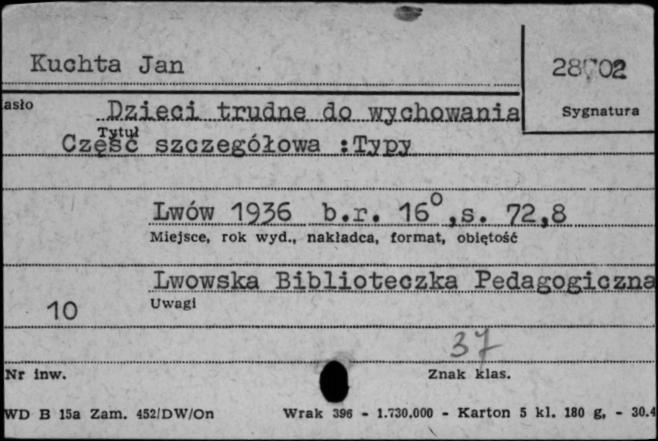 Kuchta Jan
28702
asło Dzieci trudne do wychowania
Sygnatura
Tytuł
Część szczegółowa :Typy
Lwów 1936 b.r. 16°,s. 72,8
Miejsce, rok wyd., nakładca, format, objętość
Lwowska Biblioteczka Pedagogiczna
10
Uwagi
37
Nr inw.
Znak klas.
WD B 15a Zam. 452/DW/On Wrak 396 - 1.730.000 - Karton 5 kl. 180 g, - 30.4